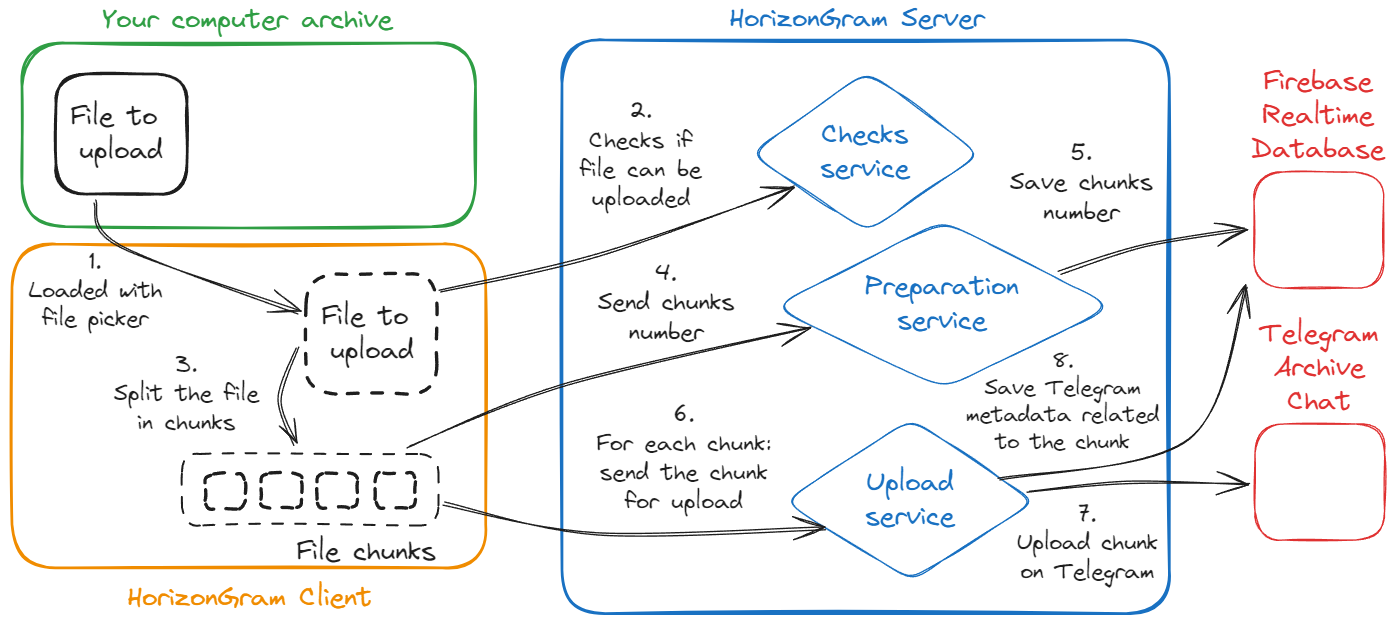 Your computer archive
File to
upload
1.
Loaded with
file picker
File to
upload
3.
Split the file
in chunks
File chunks
HorizonGram Client
HorizonGram Server
2.
Checks if
file can be
uploaded
Checks
service
4.
Send chunks
number
Preparation
service
5.
Save chunks
number
6.
For each chunk:
send the chunk
for upload
Upload
service
8.
Save Telegram
metadata related
to the chunk
7.
Upload chunk
on Telegram
Firebase
Realtime
Database
Telegram
Archive
Chat